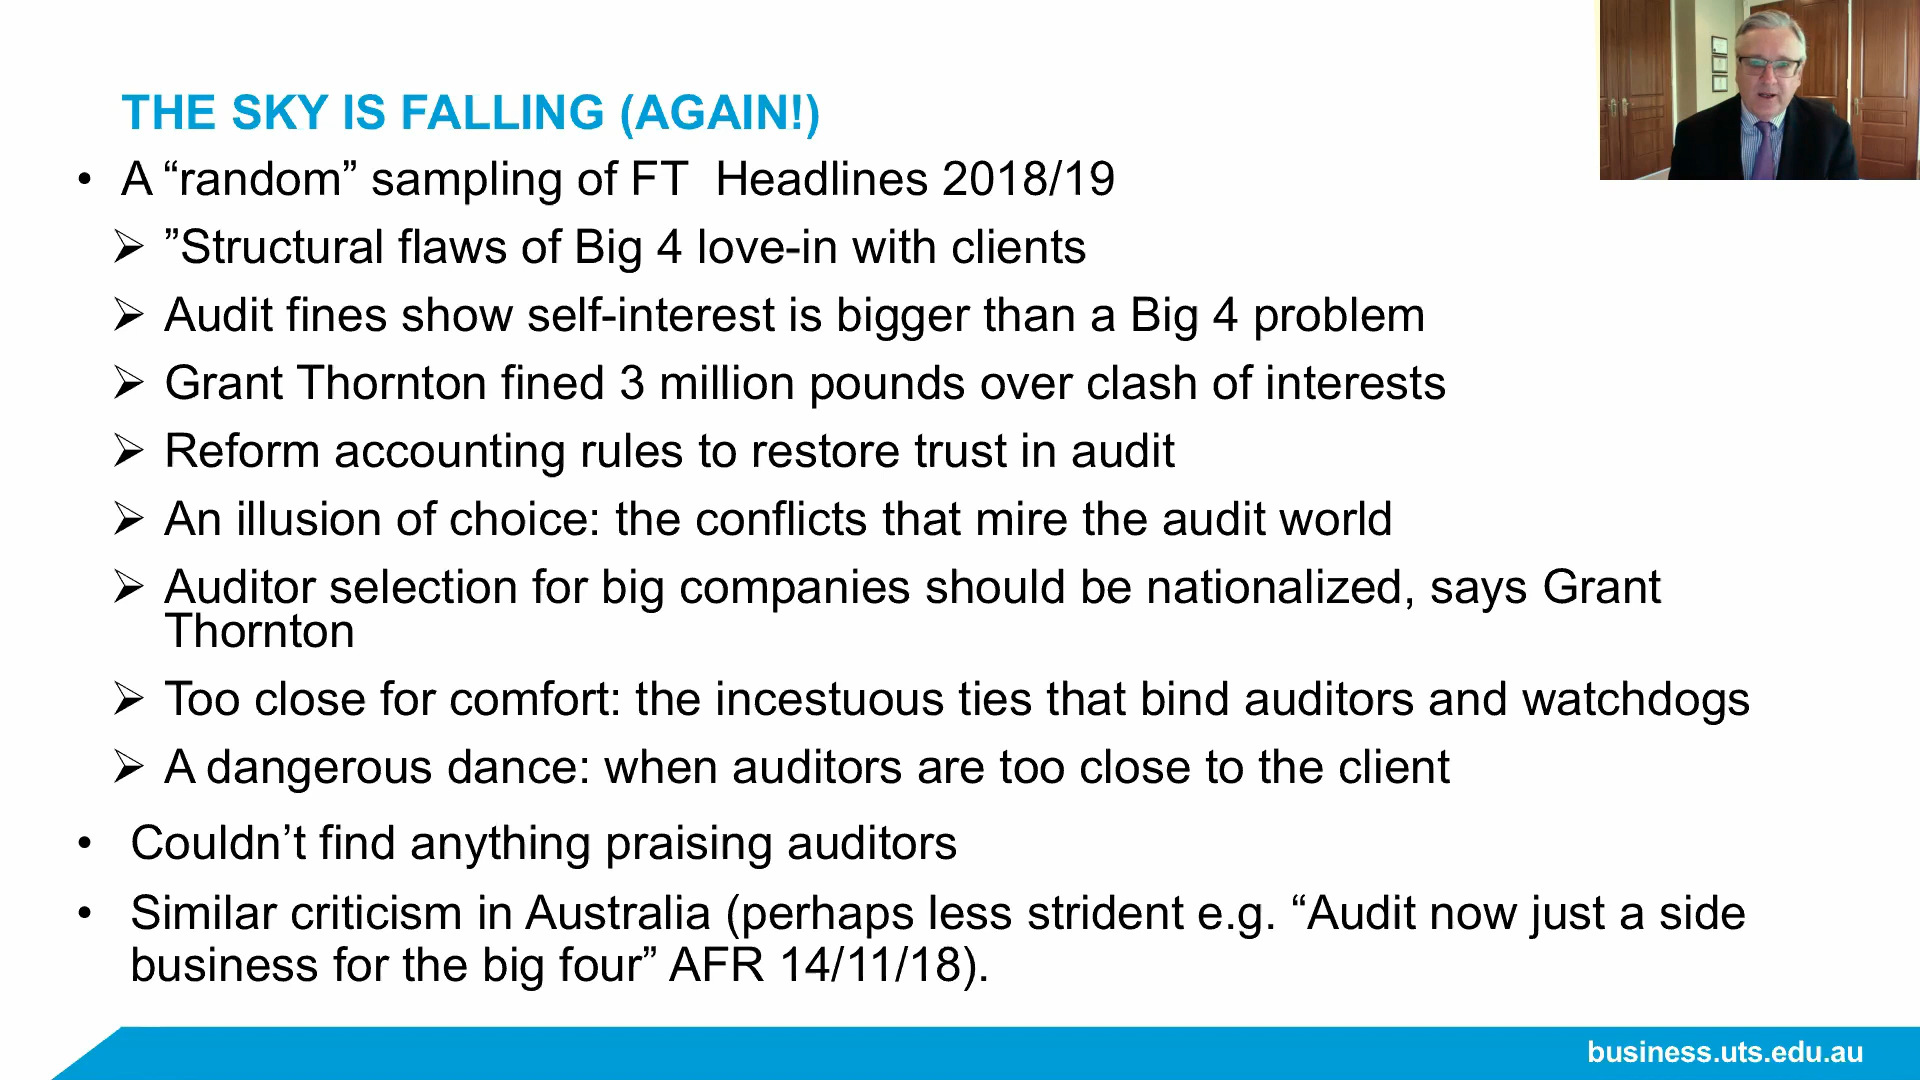 THE SKY IS FALLING (AGAIN!)
• A “random” sampling of FT  Headlines 2018/19
➢ ”Structural flaws of Big 4 love-in with clients
➢ Audit fines show self-interest is bigger than a Big 4 problem
➢ Grant Thornton fined 3 million pounds over clash of interests
➢ Reform accounting rules to restore trust in audit
➢ An illusion of choice: the conflicts that mire the audit world
➢ Auditor selection for big companies should be nationalized, says Grant
Thornton
➢ Too close for comfort: the incestuous ties that bind auditors and watchdogs
➢ A dangerous dance: when auditors are too close to the client
• Couldn’t find anything praising auditors
• Similar criticism in Australia (perhaps less strident e.g. “Audit now just a side
business for the big four” AFR 14/11/18).
business.uts.edu.au